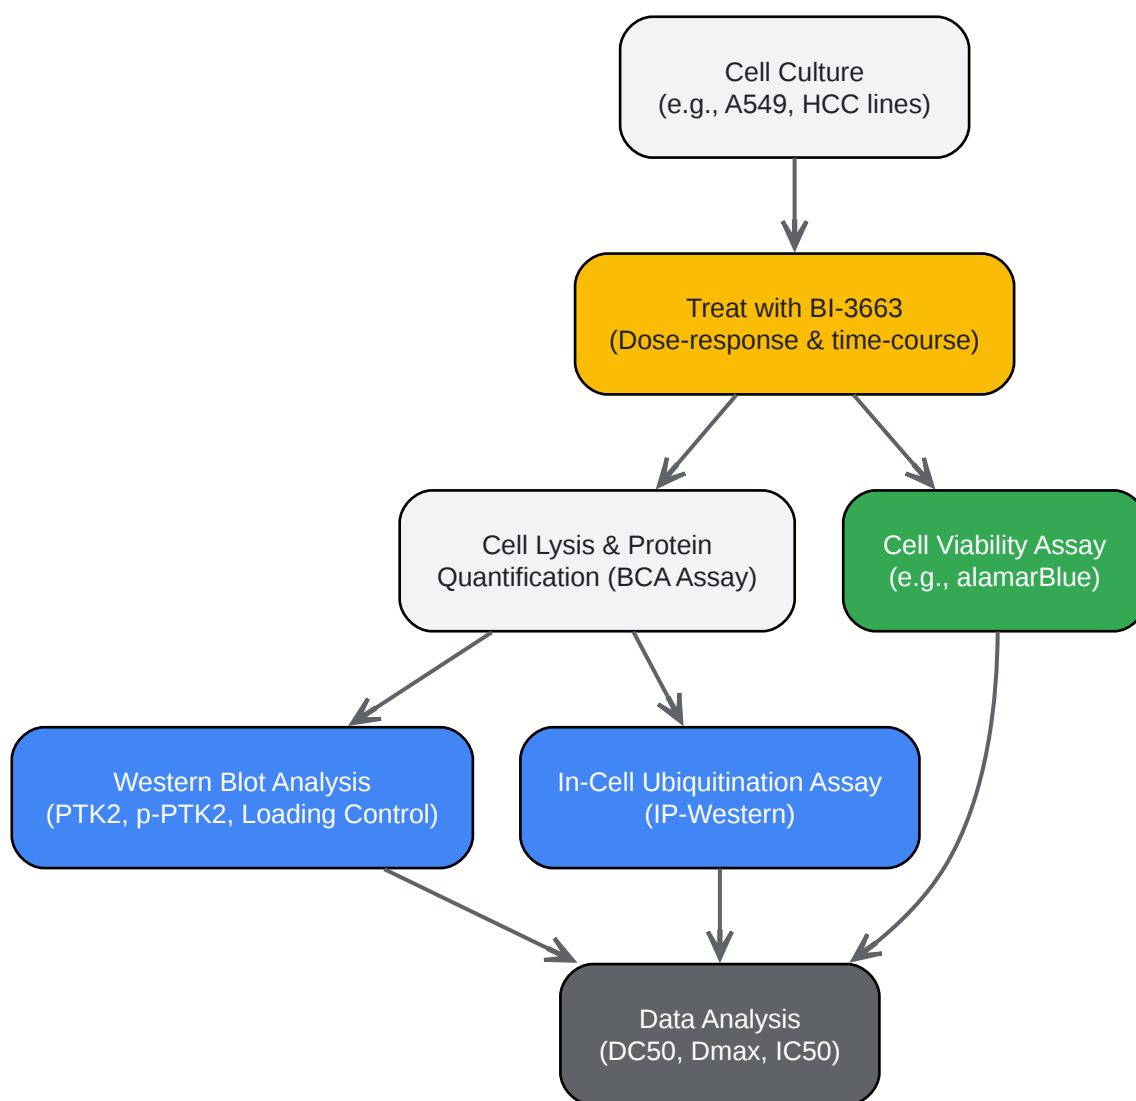 Cell Culture
(e.g., A549, HCC lines)
Treat with BI-3663
(Dose-response & time-course)
Cell Lysis & Protein
Quantification (BCA Assay)
Cell Viability Assay
(e.g., alamarBlue)
Western Blot Analysis
(PTK2, p-PTK2, Loading Control)
In-Cell Ubiquitination Assay
(IP-Western)
Data Analysis
(DC50, Dmax, IC50)